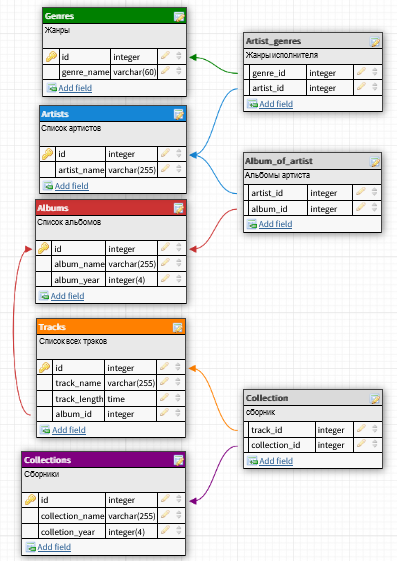 Genres
Жанры
id integer
genre_name varchar(60)
Add field
Artist_genres
Жанры исполнителя
genre_id integer
artist_id integer
Add field
Artists
Список артистов
id integer
artist_name varchar(255)
Add field
Album_of_artist
Альбомы артиста
artist_id integer
album_id integer
Add field
Albums
Список альбомов
id integer
album_name varchar(255)
album_year integer(4)
Add field
Tracks
Список всех трэков
id integer
track_name varchar(255)
track_length time
album_id integer
Add field
Collection
сборник
track_id integer
collection_id integer
Add field
Collections
Сборники
id integer
collection_name varchar(255)
colletion_year integer(4)
Add field